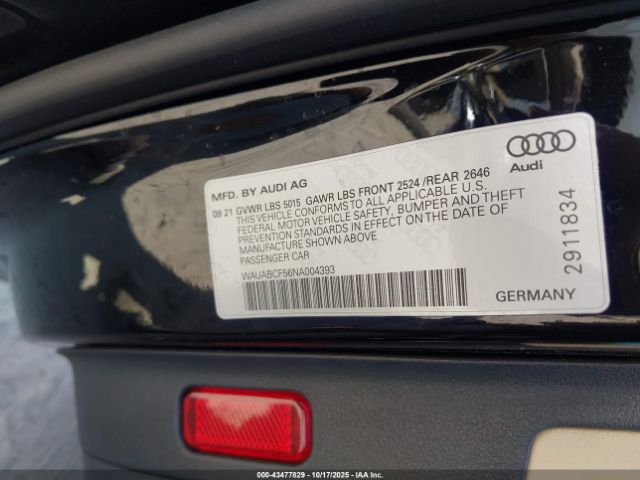 Audi
MFD. BY AUDI AG
09 21 GVWR LBS 5015 GAWR LBS FRONT 2524 /REAR 2646
THIS VEHICLE CONFORMS TO ALL APPLICABLE U.S.
FEDERAL MOTOR VEHICLE SAFETY, BUMPER AND THEFT
PREVENTION STANDARDS IN EFFECT ON THE DATE OF
MANUFACTURE SHOWN ABOVE
PASSENGER CAR
WAUABCF56NA004393
2911834
GERMANY
000-43477829 - 10/17/2025 - IAAI.COM